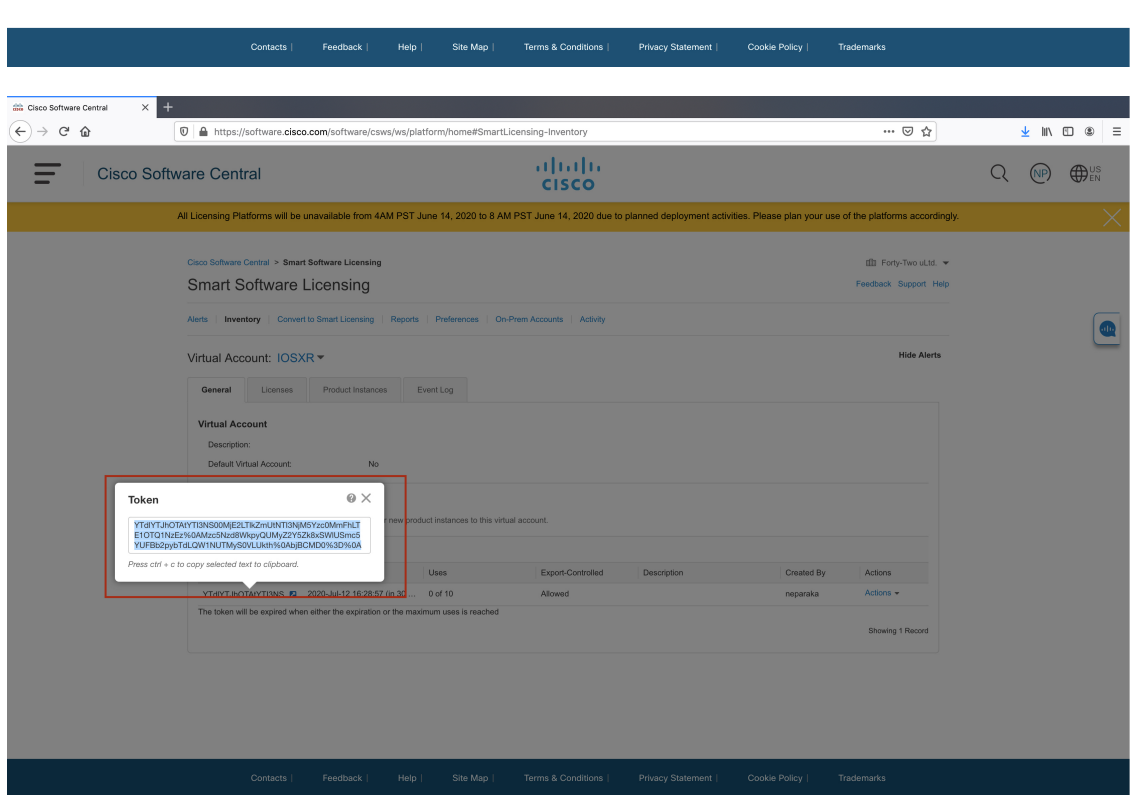 Contacts | Feedback | Help | Site Map | Terms & Conditions | Privacy Statement | Cookie Policy | Trademarks
Cisco Software Central
https://software.cisco.com/software/csws/ws/platform/home#SmartLicensing-Inventory
Cisco Software Central
CISCO
NP
US
EN
All Licensing Platforms will be unavailable from 4AM PST June 14, 2020 to 8 AM PST June 14, 2020 due to planned deployment activities. Please plan your use of the platforms accordingly.
Cisco Software Central > Smart Software Licensing
Forty-Two uLtd.
Smart Software Licensing
Feedback Support Help
Alerts | Inventory | Convert to Smart Licensing | Reports | Preferences | On-Prem Accounts | Activity
Virtual Account: IOSXR
Hide Alerts
General Licenses Product Instances Event Log
Virtual Account
Description:
Default Virtual Account: No
Token
new product instances to this virtual account.
YTdlYTJhOTAtYTI3NS00MjE2LTlkZmUtNTI3NjM5Yzc0MmFhLT
E1OTQ1NzEz%0AMzc5Nzd8WkpyQUMyZ2Y5Zk8xSWlUSmc5
YUFBb2pybTdLQW1NUTMyS0VLUkth%0AbjBCMD0%3D%0A
Press ctrl + c to copy selected text to clipboard.
Uses Export-Controlled Description Created By Actions
YTdlYTJhOTAtYTI3NS 2020-Jul-12 16:28:57 (in 30 ... 0 of 10 Allowed neparaka Actions
The token will be expired when either the expiration or the maximum uses is reached
Showing 1 Record
Contacts | Feedback | Help | Site Map | Terms & Conditions | Privacy Statement | Cookie Policy | Trademarks